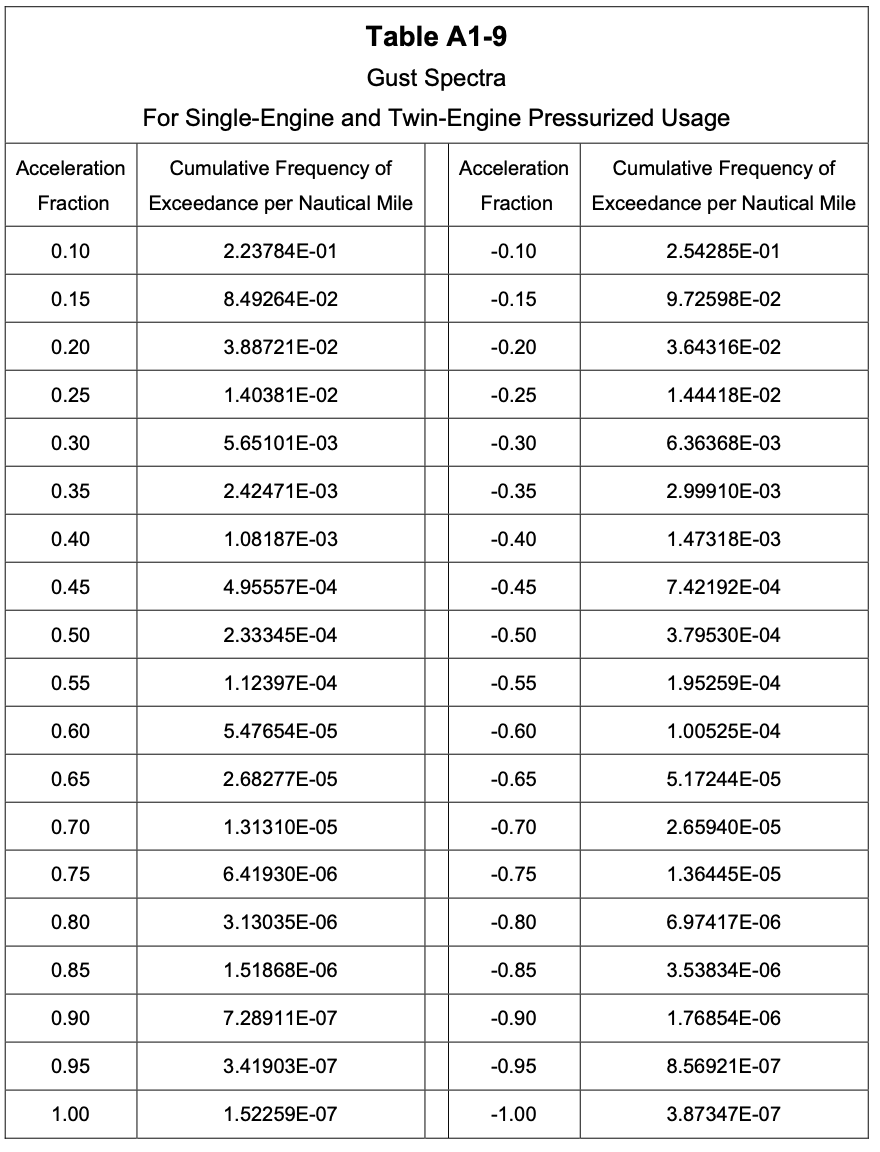 Table A1-9
Gust Spectra
For Single-Engine and Twin-Engine Pressurized Usage
Acceleration Fraction Cumulative Frequency of Exceedance per Nautical Mile Acceleration Fraction Cumulative Frequency of Exceedance per Nautical Mile
0.10 2.23784E-01 -0.10 2.54285E-01
0.15 8.49264E-02 -0.15 9.72598E-02
0.20 3.88721E-02 -0.20 3.64316E-02
0.25 1.40381E-02 -0.25 1.44418E-02
0.30 5.65101E-03 -0.30 6.36368E-03
0.35 2.42471E-03 -0.35 2.99910E-03
0.40 1.08187E-03 -0.40 1.47318E-03
0.45 4.95557E-04 -0.45 7.42192E-04
0.50 2.33345E-04 -0.50 3.79530E-04
0.55 1.12397E-04 -0.55 1.95259E-04
0.60 5.47654E-05 -0.60 1.00525E-04
0.65 2.68277E-05 -0.65 5.17244E-05
0.70 1.31310E-05 -0.70 2.65940E-05
0.75 6.41930E-06 -0.75 1.36445E-05
0.80 3.13035E-06 -0.80 6.97417E-06
0.85 1.51868E-06 -0.85 3.53834E-06
0.90 7.28911E-07 -0.90 1.76854E-06
0.95 3.41903E-07 -0.95 8.56921E-07
1.00 1.52259E-07 -1.00 3.87347E-07